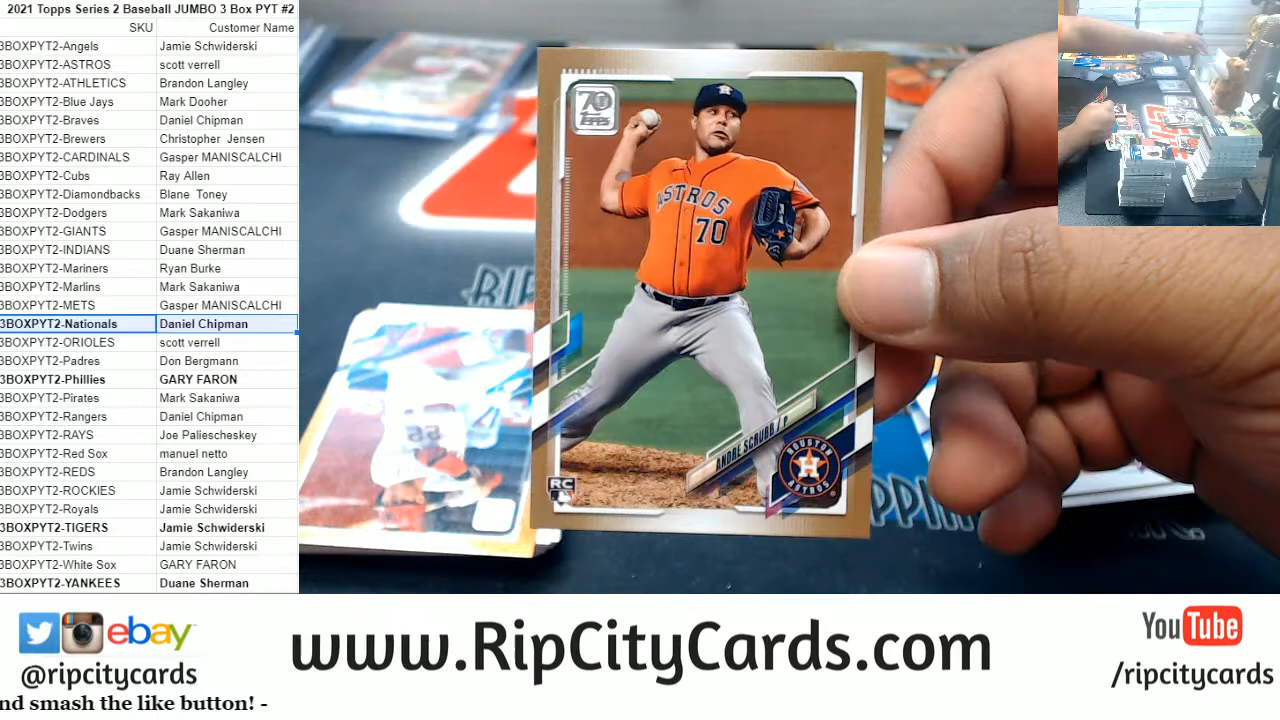 2021 Topps Series 2 Baseball JUMBO 3 Box PYT #2
SKU Customer Name
3BOXPYT2-Angels Jamie Schwiderski
3BOXPYT2-ASTROS scott verrell
3BOXPYT2-ATHLETICS Brandon Langley
3BOXPYT2-Blue Jays Mark Dooher
3BOXPYT2-Braves Daniel Chipman
3BOXPYT2-Brewers Christopher Jensen
3BOXPYT2-CARDINALS Gasper MANISCALCHI
3BOXPYT2-Cubs Ray Allen
3BOXPYT2-Diamondbacks Blane Toney
3BOXPYT2-Dodgers Mark Sakaniwa
3BOXPYT2-GIANTS Gasper MANISCALCHI
3BOXPYT2-INDIANS Duane Sherman
3BOXPYT2-Mariners Ryan Burke
3BOXPYT2-Marlins Mark Sakaniwa
3BOXPYT2-METS Gasper MANISCALCHI
3BOXPYT2-Nationals Daniel Chipman
3BOXPYT2-ORIOLES scott verrell
3BOXPYT2-Padres Don Bergmann
3BOXPYT2-Phillies GARY FARON
3BOXPYT2-Pirates Mark Sakaniwa
3BOXPYT2-Rangers Daniel Chipman
3BOXPYT2-RAYS Joe Paliescheskey
3BOXPYT2-Red Sox manuel netto
3BOXPYT2-REDS Brandon Langley
3BOXPYT2-ROCKIES Jamie Schwiderski
3BOXPYT2-Royals Jamie Schwiderski
3BOXPYT2-TIGERS Jamie Schwiderski
3BOXPYT2-Twins Jamie Schwiderski
3BOXPYT2-White Sox GARY FARON
3BOXPYT2-YANKEES Duane Sherman
70
TOPPS
ASTROS
70
ANDRE SCRUBB / P
HOUSTON
H
ASTROS
RC
RIP
PPIN
ebay
@ripcitycards
www.RipCityCards.com
YouTube
/ripcitycards
nd smash the like button! -